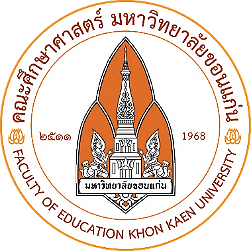 คณะศึกษาศาสตร์ มหาวิทยาลัยขอนแก่น
๒๕๑๑
1968
มหาวิทยาลัยขอนแก่น
FACULTY OF EDUCATION KHON KAEN UNIVERSITY